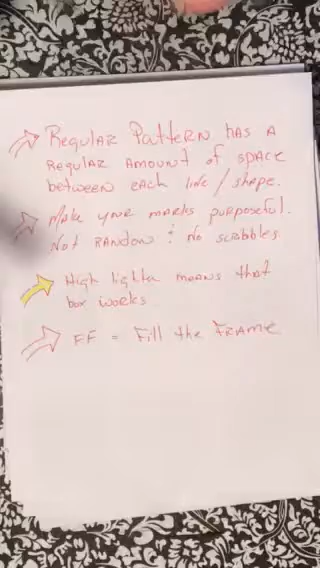 Regular Pattern has a
regular amount of space
between each line / shape.
Make your marks purposeful.
Not random & no scribbles
High lighter means that
box works
FF = Fill the Frame